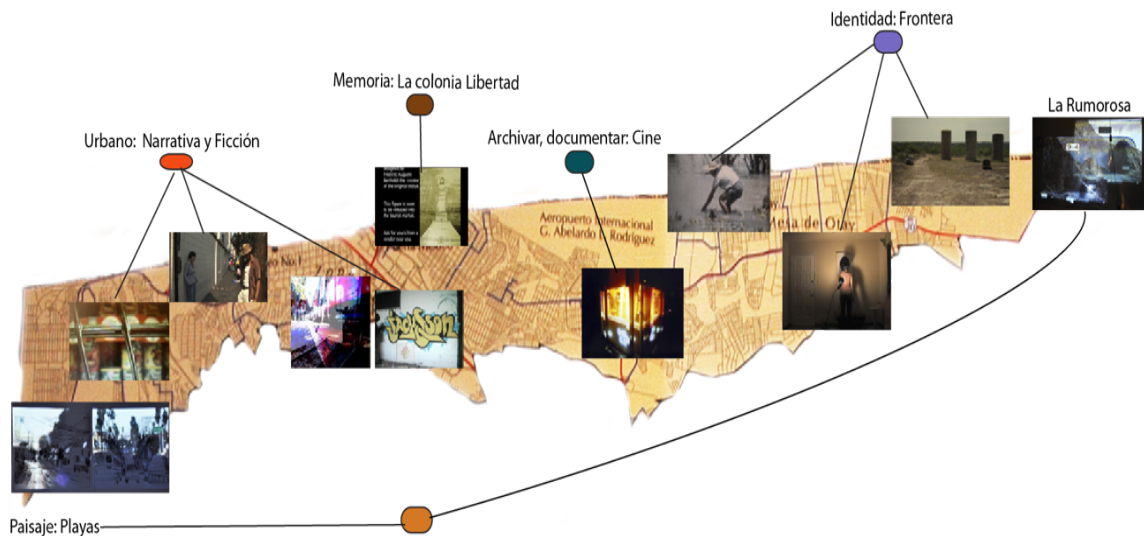 Identidad: Frontera
Memoria: La colonia Libertad
La Rumorosa
Urbano: Narrativa y Ficción
Archivar, documentar: Cine
Aeropuerto Internacional
G. Abelardo L. Rodríguez
Mesa de Otay
JACKSSON
Paisaje: Playas